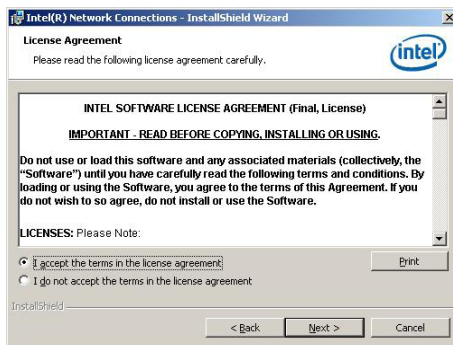 Intel(R) Network Connections - InstallShield Wizard
License Agreement
Please read the following license agreement carefully.
intel
INTEL SOFTWARE LICENSE AGREEMENT (Final, License)
IMPORTANT - READ BEFORE COPYING, INSTALLING OR USING.
Do not use or load this software and any associated materials (collectively, the
“Software”) until you have carefully read the following terms and conditions. By
loading or using the Software, you agree to the terms of this Agreement. If you
do not wish to so agree, do not install or use the Software.
LICENSES: Please Note:
I accept the terms in the license agreement
Print
I do not accept the terms in the license agreement
InstallShield
< Back Next > Cancel